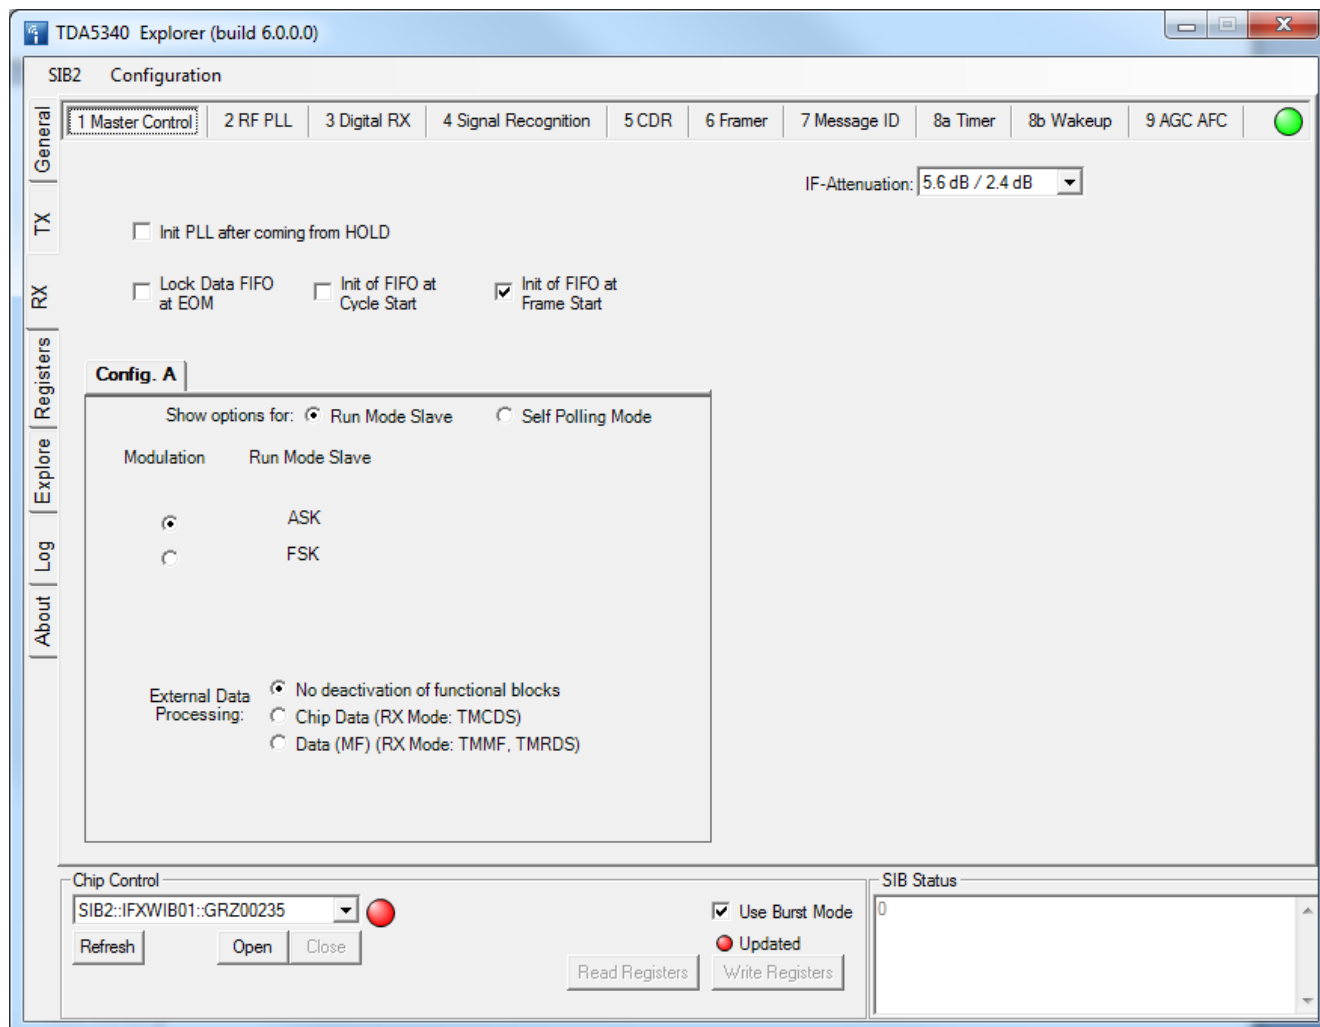 TDA5340 Explorer (build 6.0.0.0)
SIB2 Configuration
General
TX
RX
Registers
Explore
Log
About
1 Master Control 2 RF PLL 3 Digital RX 4 Signal Recognition 5 CDR 6 Framer 7 Message ID 8a Timer 8b Wakeup 9 AGC AFC
IF-Attenuation: 5.6 dB / 2.4 dB
Init PLL after coming from HOLD
Lock Data FIFO
at EOM
Init of FIFO at
Cycle Start
Init of FIFO at
Frame Start
Config. A
Show options for: Run Mode Slave Self Polling Mode
Modulation Run Mode Slave
ASK
FSK
External Data
Processing:
No deactivation of functional blocks
Chip Data (RX Mode: TMCDS)
Data (MF) (RX Mode: TMMF, TMRDS)
Chip Control
SIB2::IFXWIB01::GRZ00235
Refresh Open Close
Use Burst Mode
Updated
Read Registers Write Registers
SIB Status
0